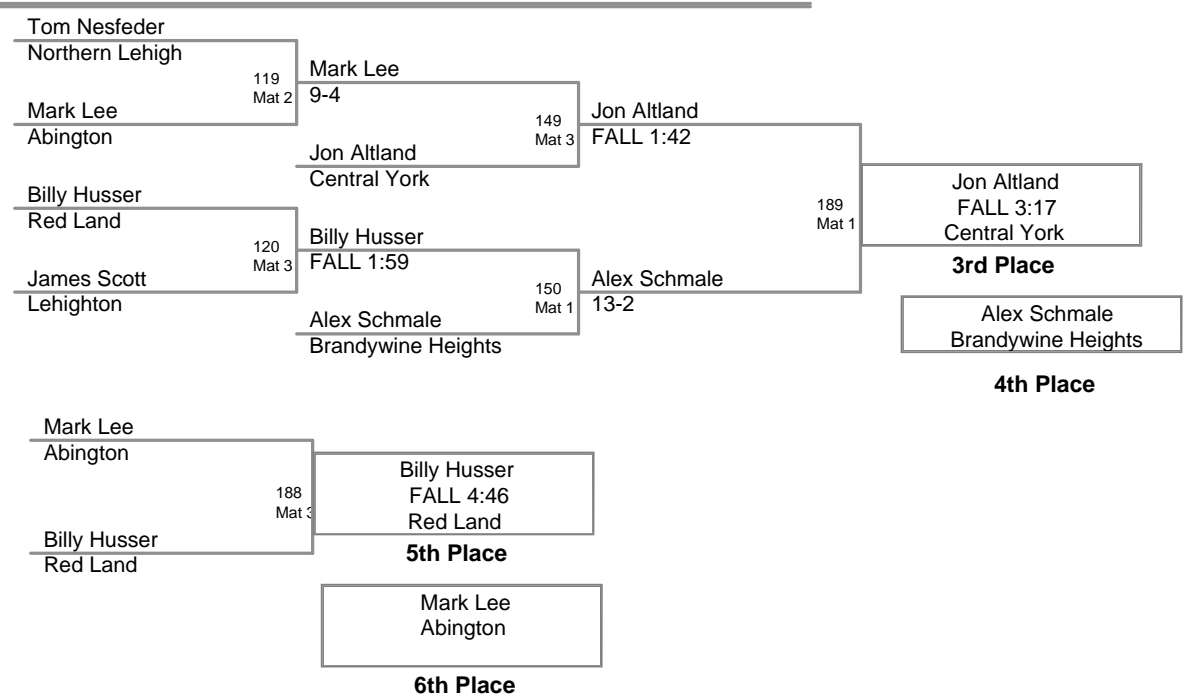 Tom Nesfeder
Northern Lehigh
119
Mat 2
Mark Lee
9-4
Mark Lee
Abington
149
Mat 3
Jon Altland
FALL 1:42
Jon Altland
Central York
Billy Husser
Red Land
189
Mat 1
Jon Altland
FALL 3:17
Central York
3rd Place
120
Mat 3
Billy Husser
FALL 1:59
James Scott
Lehighton
150
Mat 1
Alex Schmale
13-2
Alex Schmale
Brandywine Heights
Alex Schmale
Brandywine Heights
4th Place
Mark Lee
Abington
188
Mat 3
Billy Husser
FALL 4:46
Red Land
5th Place
Billy Husser
Red Land
Mark Lee
Abington
6th Place